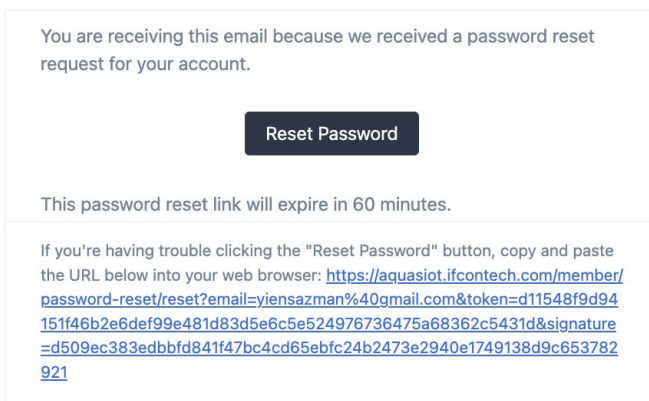 You are receiving this email because we received a password reset
request for your account.
Reset Password
This password reset link will expire in 60 minutes.
If you're having trouble clicking the "Reset Password" button, copy and paste
the URL below into your web browser: https://aquasiot.ifcontech.com/member/
password-reset/reset?email=yiensazman%40gmail.com&token=d11548f9d94
151f46b2e6def99e481d83d5e6c5e524976736475a68362c5431d&signature
=d509ec383edbbfd841f47bc4cd65ebfc24b2473e2940e1749138d9c653782
921